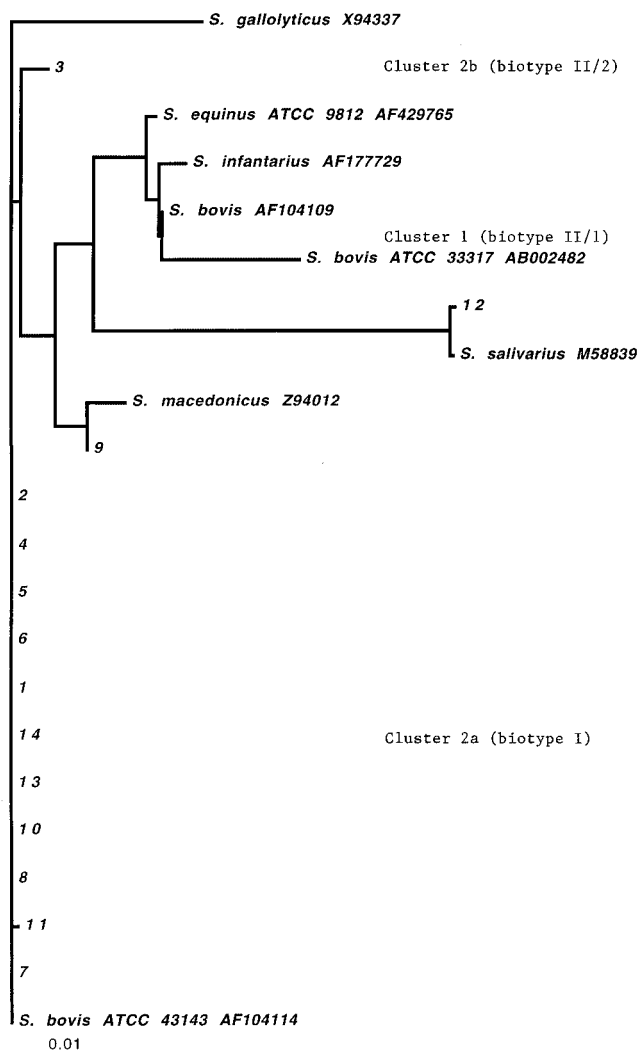 S. gallolyticus X94337
3 Cluster 2b (biotype II/2)
S. equinus ATCC 9812 AF429765
S. infantarius AF177729
S. bovis AF104109
Cluster 1 (biotype II/1)
S. bovis ATCC 33317 AB002482
12
S. salivarius M58839
S. macedonicus Z94012
9
2
4
5
6
1
14 Cluster 2a (biotype I)
13
10
8
11
7
S. bovis ATCC 43143 AF104114
0.01